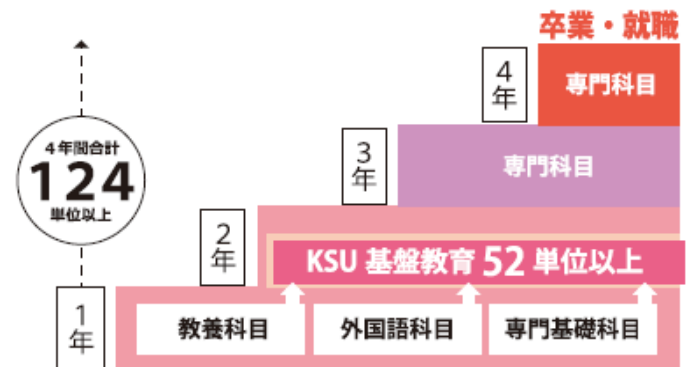 卒業・就職
4年
専門科目
3年
専門科目
4年間合計
124
単位以上
2年
KSU 基盤教育 52 単位以上
1年
教養科目
外国語科目
専門基礎科目